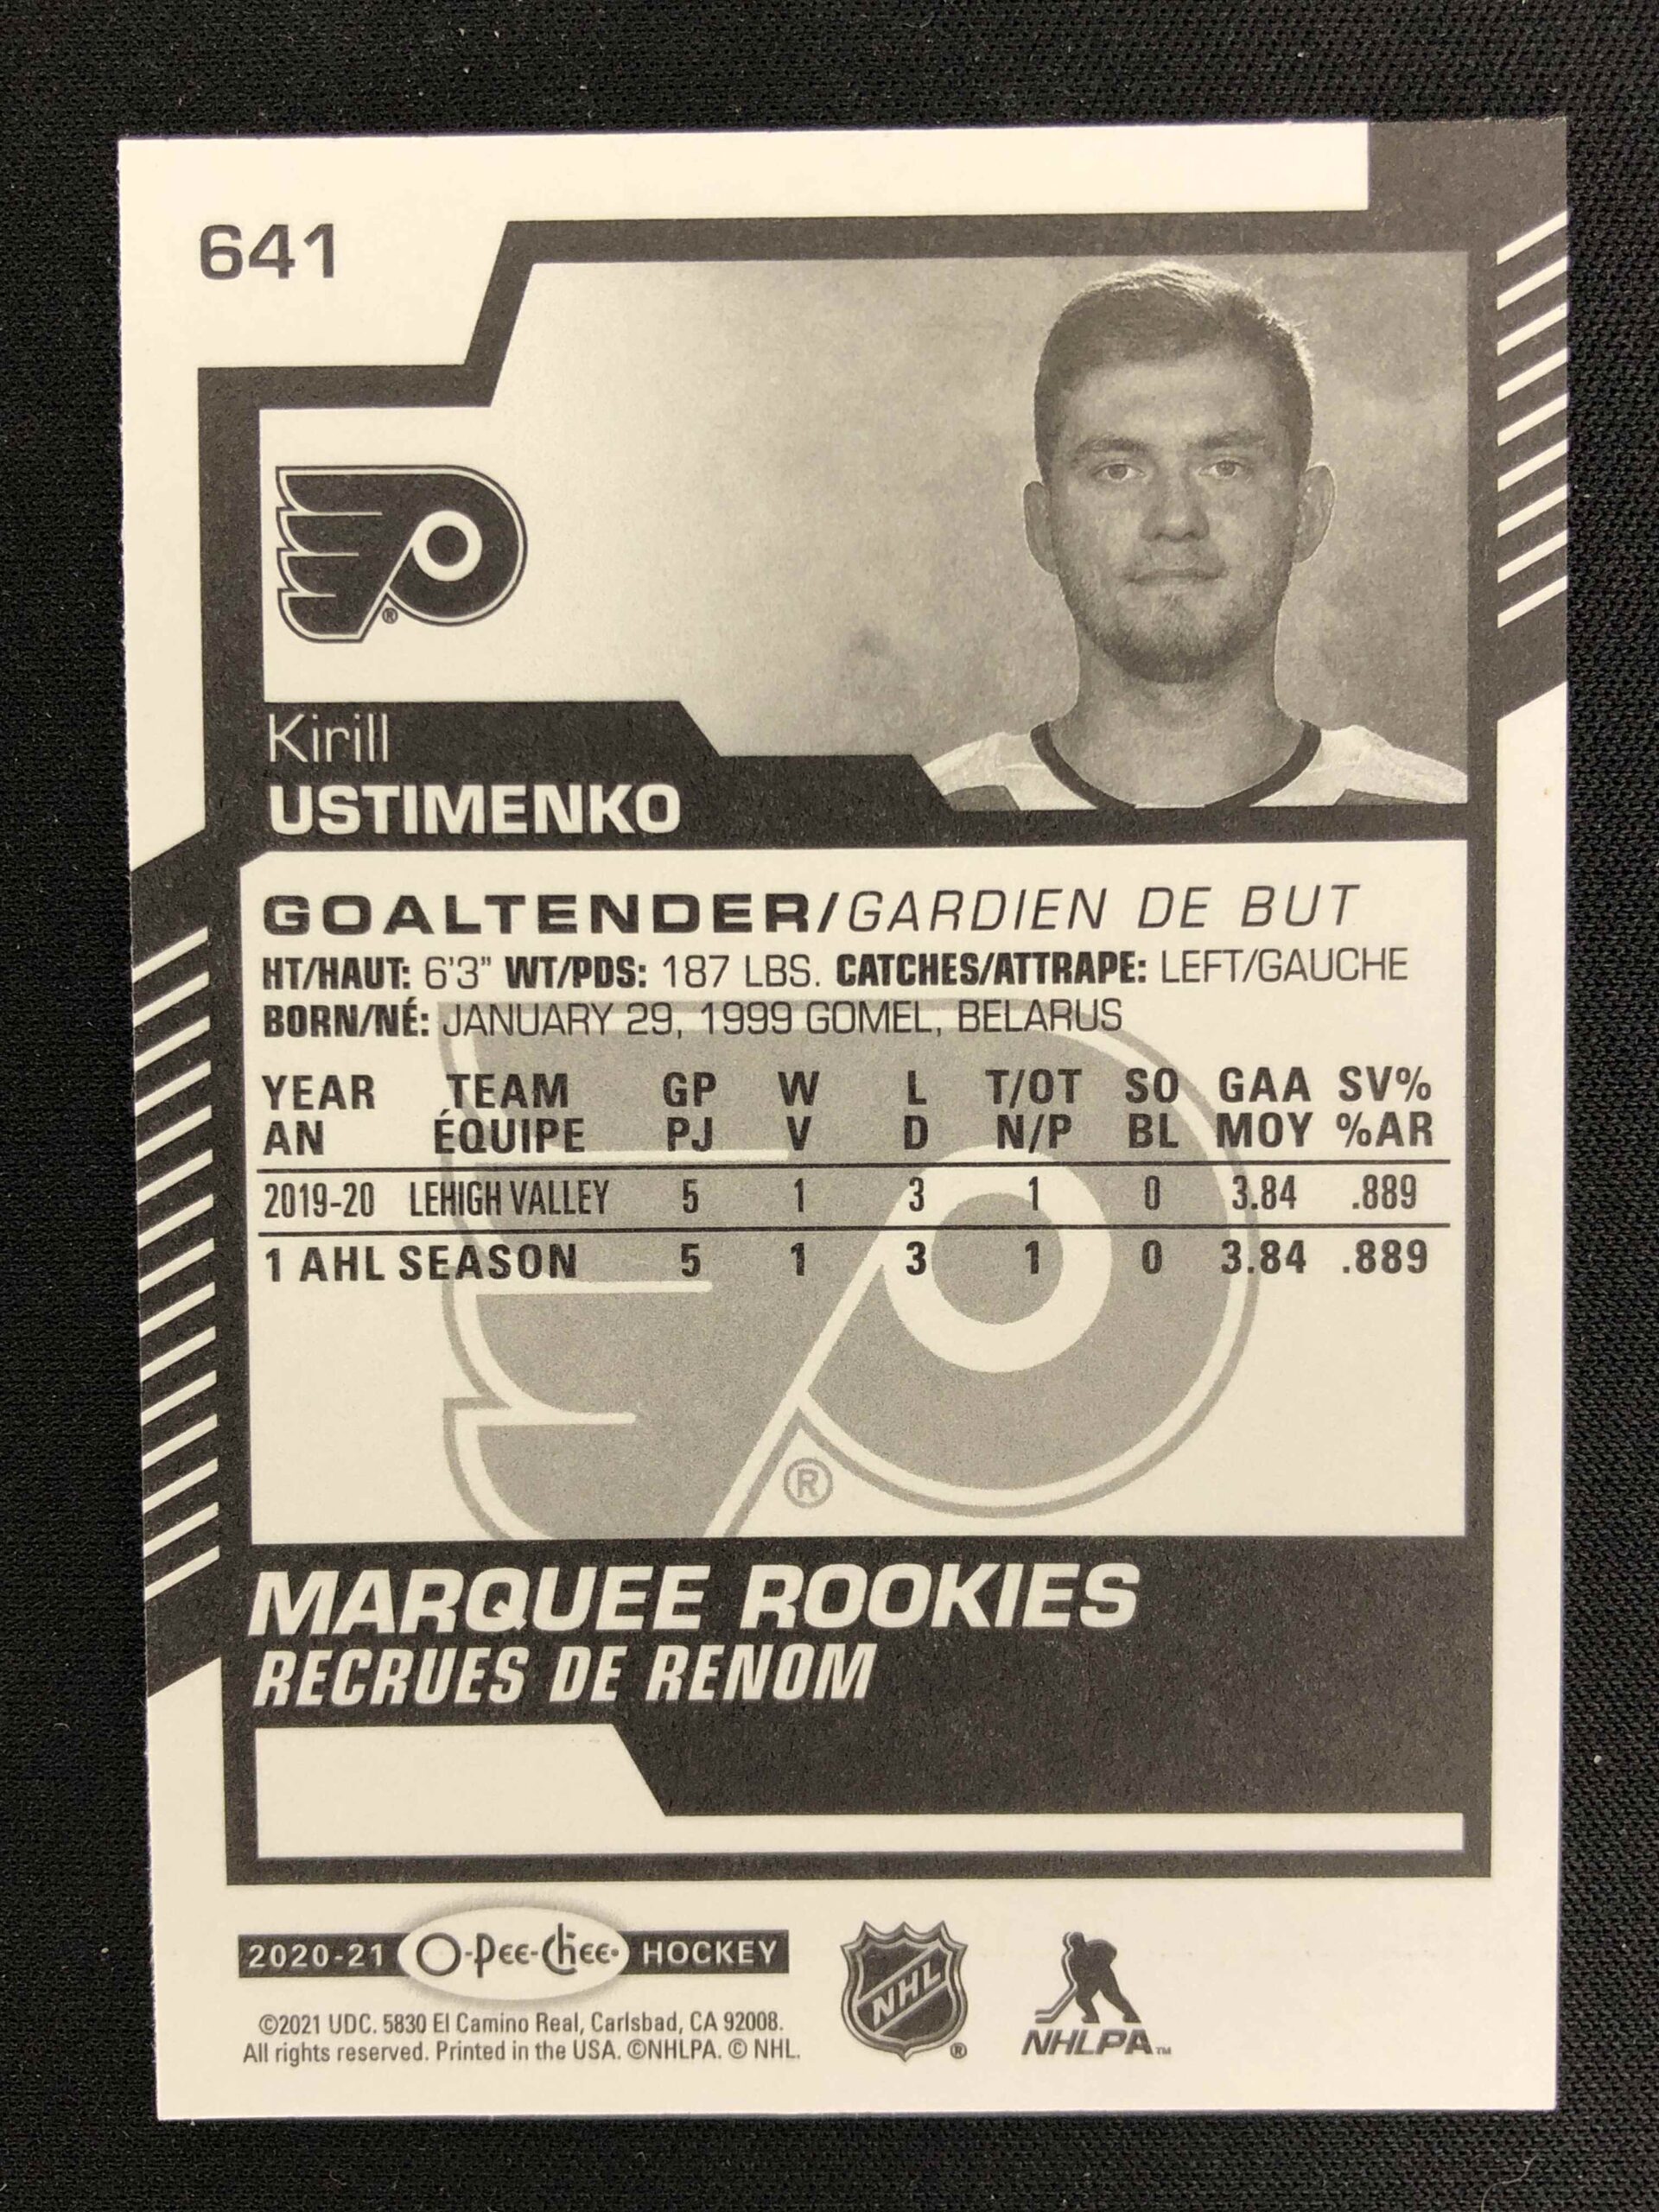 641
Kirill
USTIMENKO
GOALTENDER/GARDIEN DE BUT
HT/HAUT: 6'3" WT/PDS: 187 LBS. CATCHES/ATTRAPE: LEFT/GAUCHE
BORN/NÉ: JANUARY 29, 1999 GOMEL, BELARUS
YEAR TEAM GP W L T/OT SO GAA SV%
AN ÉQUIPE PJ V D N/P BL MOY %AR
2019-20 LEHIGH VALLEY 5 1 3 1 0 3.84 .889
1 AHL SEASON 5 1 3 1 0 3.84 .889
®
MARQUEE ROOKIES
RECRUES DE RENOM
2020-21 O-Pee-Chee HOCKEY
©2021 UDC. 5830 El Camino Real, Carlsbad, CA 92008.
All rights reserved. Printed in the USA. ©NHLPA. © NHL.
NHL®
NHLPA™